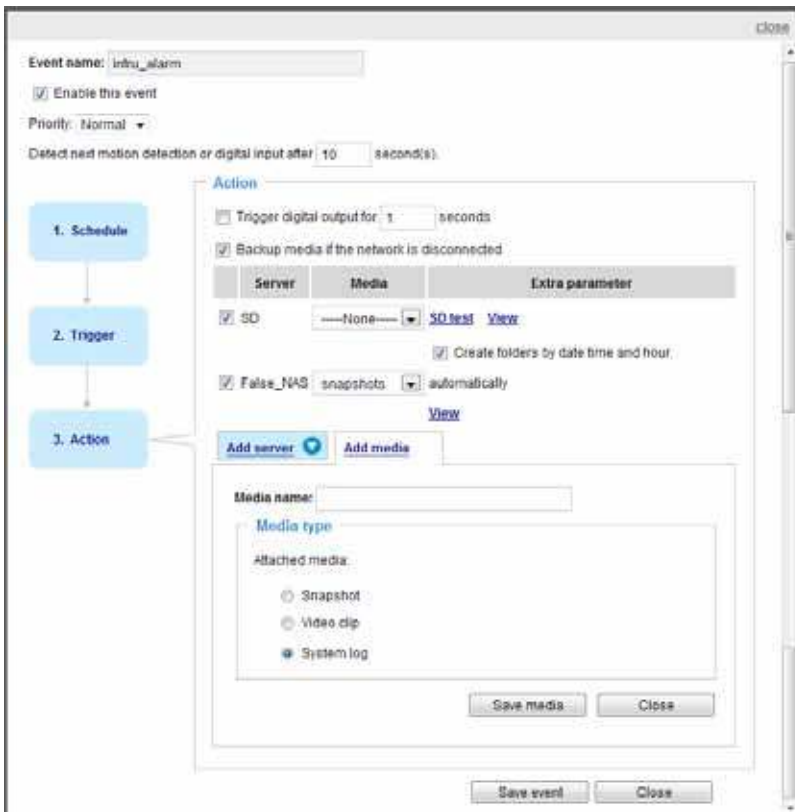 close
Event name: infru_alarm
Enable this event
Priority: Normal
Detect next motion detection or digital input after 10 second(s).
Action
1. Schedule
2. Trigger
3. Action
Trigger digital output for 1 seconds
Backup media if the network is disconnected
Server Media Extra parameter
SD -----None----- SD test View
Create folders by date time and hour
False_NAS snapshots automatically
View
Add server Add media
Media name:
Media type
Attached media:
Snapshot
Video clip
System log
Save media Close
Save event Close